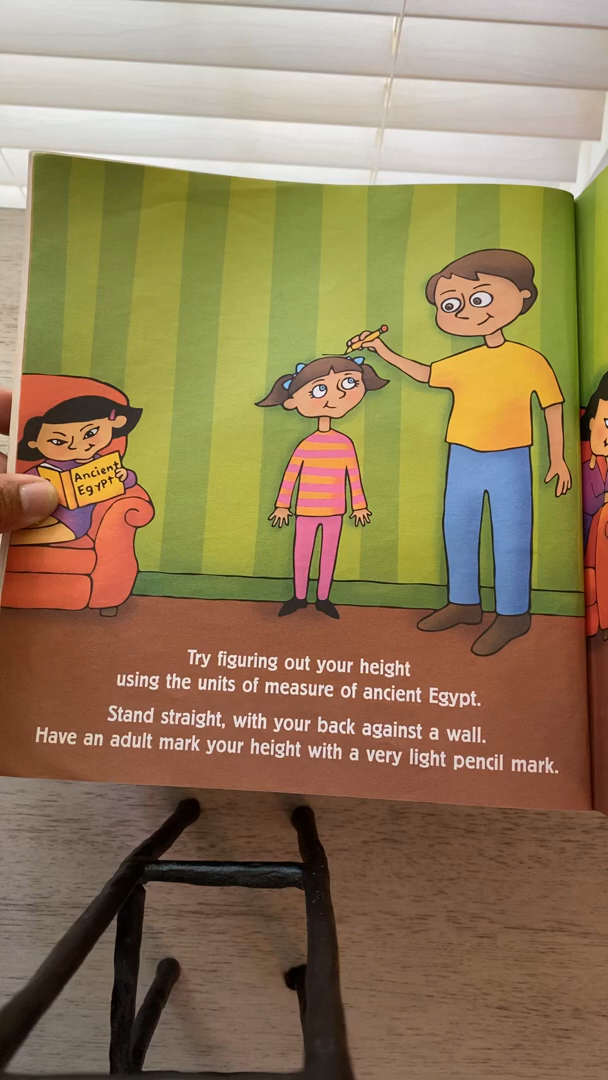 Ancient
Egypt
Try figuring out your height
using the units of measure of ancient Egypt.
Stand straight, with your back against a wall.
Have an adult mark your height with a very light pencil mark.